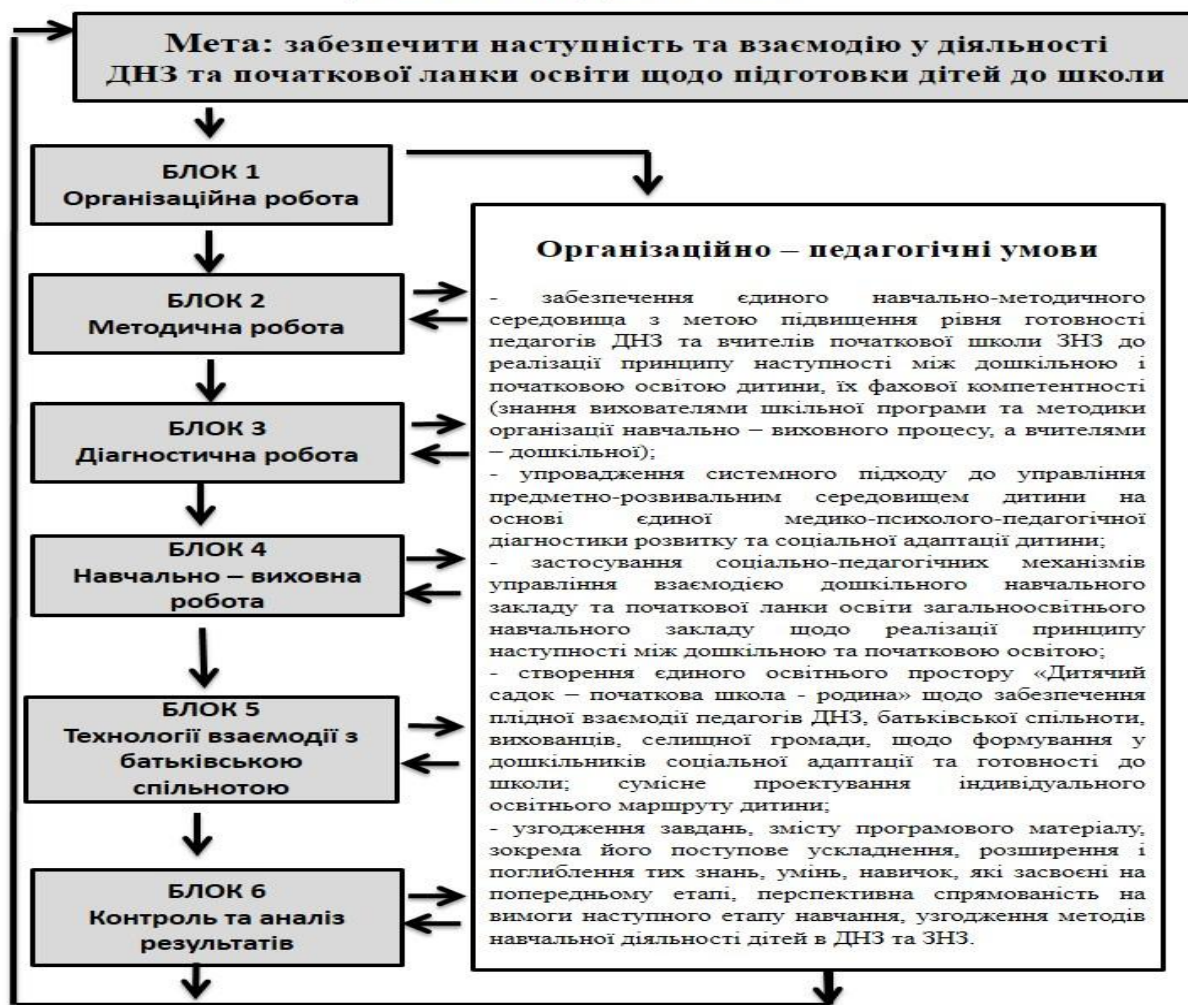 Мета: забезпечити наступність та взаємодію у діяльності
ДНЗ та початкової ланки освіти щодо підготовки дітей до школи
БЛОК 1
Організаційна робота
БЛОК 2
Методична робота
БЛОК 3
Діагностична робота
БЛОК 4
Навчально – виховна
робота
БЛОК 5
Технології взаємодії з
батьківською
спільнотою
БЛОК 6
Контроль та аналіз
результатів
Організаційно – педагогічні умови
- забезпечення єдиного навчально-методичного
середовища з метою підвищення рівня готовності
педагогів ДНЗ та вчителів початкової школи ЗНЗ до
реалізації принципу наступності між дошкільною і
початковою освітою дитини, їх фахової компетентності
(знання вихователями шкільної програми та методики
організації навчально – виховного процесу, а вчителями
– дошкільної);
- упровадження системного підходу до управління
предметно-розвивальним середовищем дитини на
основі єдиної медико-психолого-педагогічної
діагностики розвитку та соціальної адаптації дитини;
- застосування соціально-педагогічних механізмів
управління взаємодією дошкільного навчального
закладу та початкової ланки освіти загальноосвітнього
навчального закладу щодо реалізації принципу
наступності між дошкільною та початковою освітою;
- створення єдиного освітнього простору «Дитячий
садок – початкова школа - родина» щодо забезпечення
плідної взаємодії педагогів ДНЗ, батьківської спільноти,
вихованців, селищної громади, щодо формування у
дошкільників соціальної адаптації та готовності до
школи; сумісне проектування індивідуального
освітнього маршруту дитини;
- узгодження завдань, змісту програмового матеріалу,
зокрема його поступове ускладнення, розширення і
поглиблення тих знань, умінь, навичок, які засвоєні на
попередньому етапі, перспективна спрямованість на
вимоги наступного етапу навчання, узгодження методів
навчальної діяльності дітей в ДНЗ та ЗНЗ.